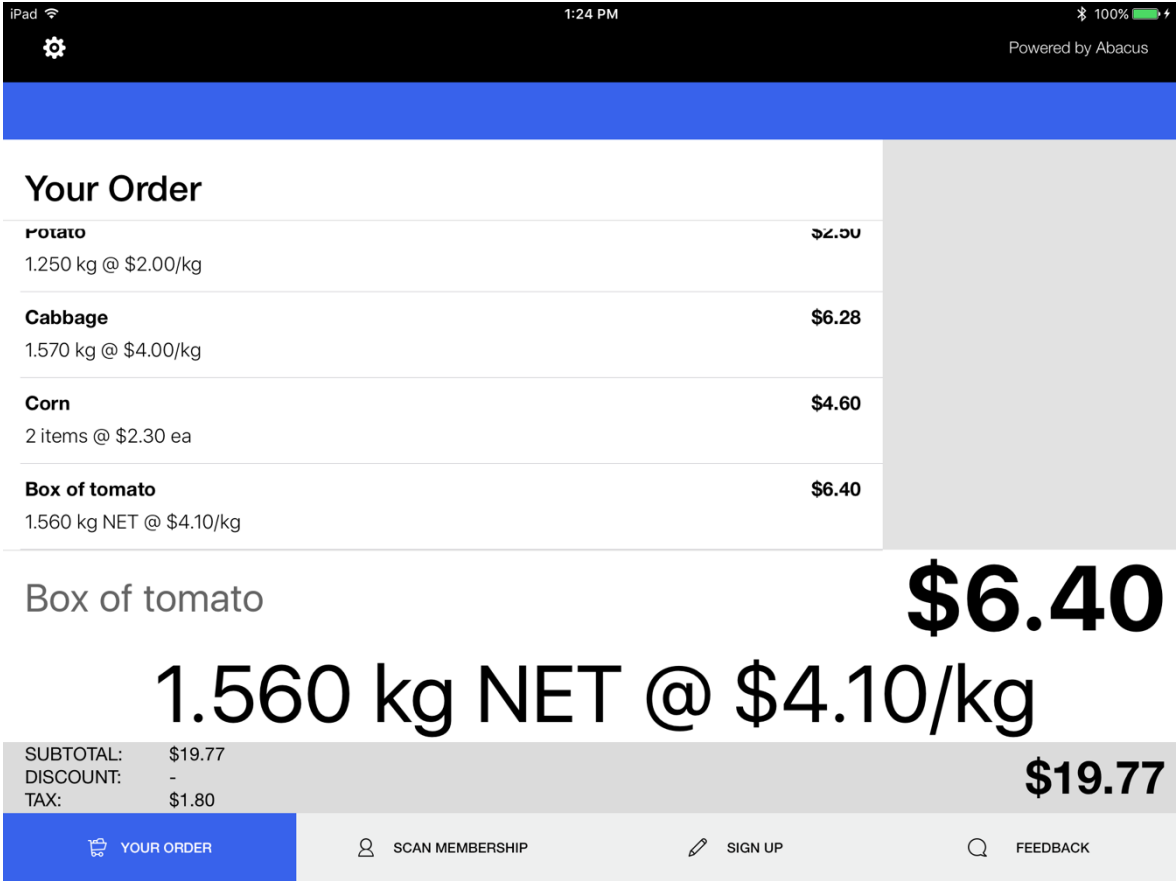 iPad 1:24 PM 100%
Powered by Abacus
Your Order
Potato $2.50
1.250 kg @ $2.00/kg
Cabbage $6.28
1.570 kg @ $4.00/kg
Corn $4.60
2 items @ $2.30 ea
Box of tomato $6.40
1.560 kg NET @ $4.10/kg
Box of tomato $6.40
1.560 kg NET @ $4.10/kg
SUBTOTAL: $19.77
DISCOUNT: -
TAX: $1.80
$19.77
YOUR ORDER SCAN MEMBERSHIP SIGN UP FEEDBACK